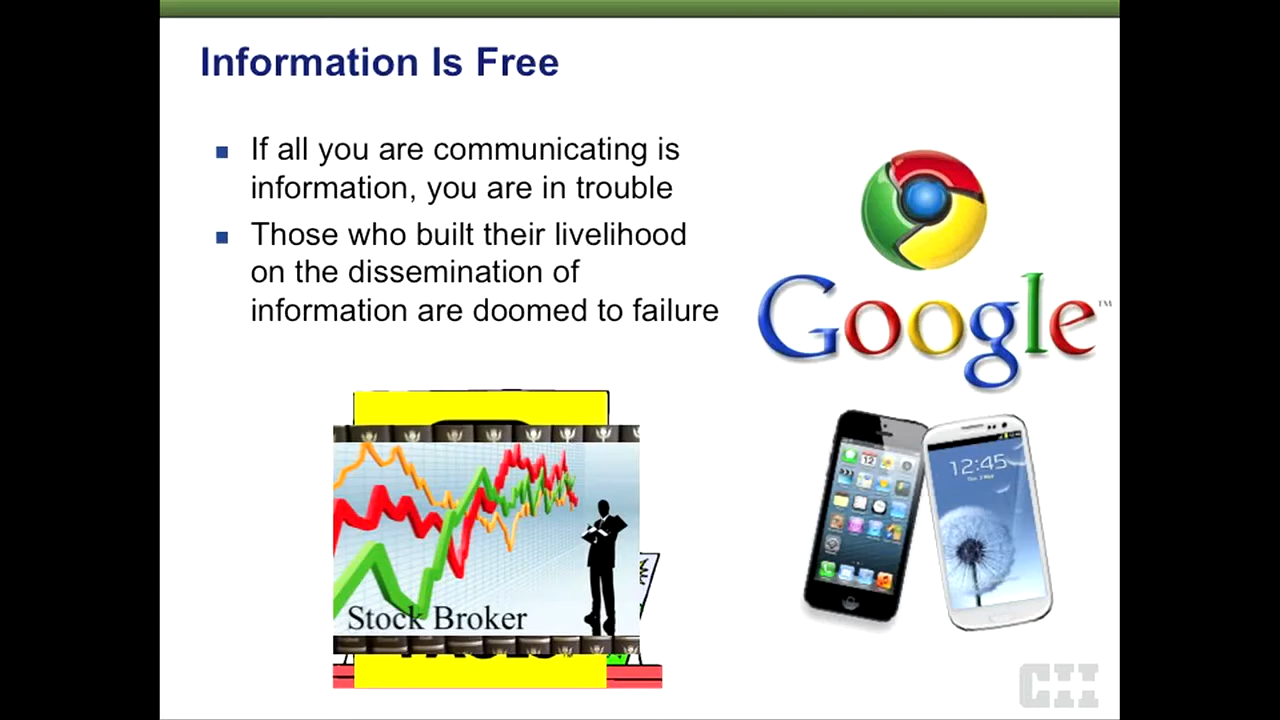 Information Is Free
If all you are communicating is
information, you are in trouble
Those who built their livelihood
on the dissemination of
information are doomed to failure
Google™
12:45
Stock Broker
CII